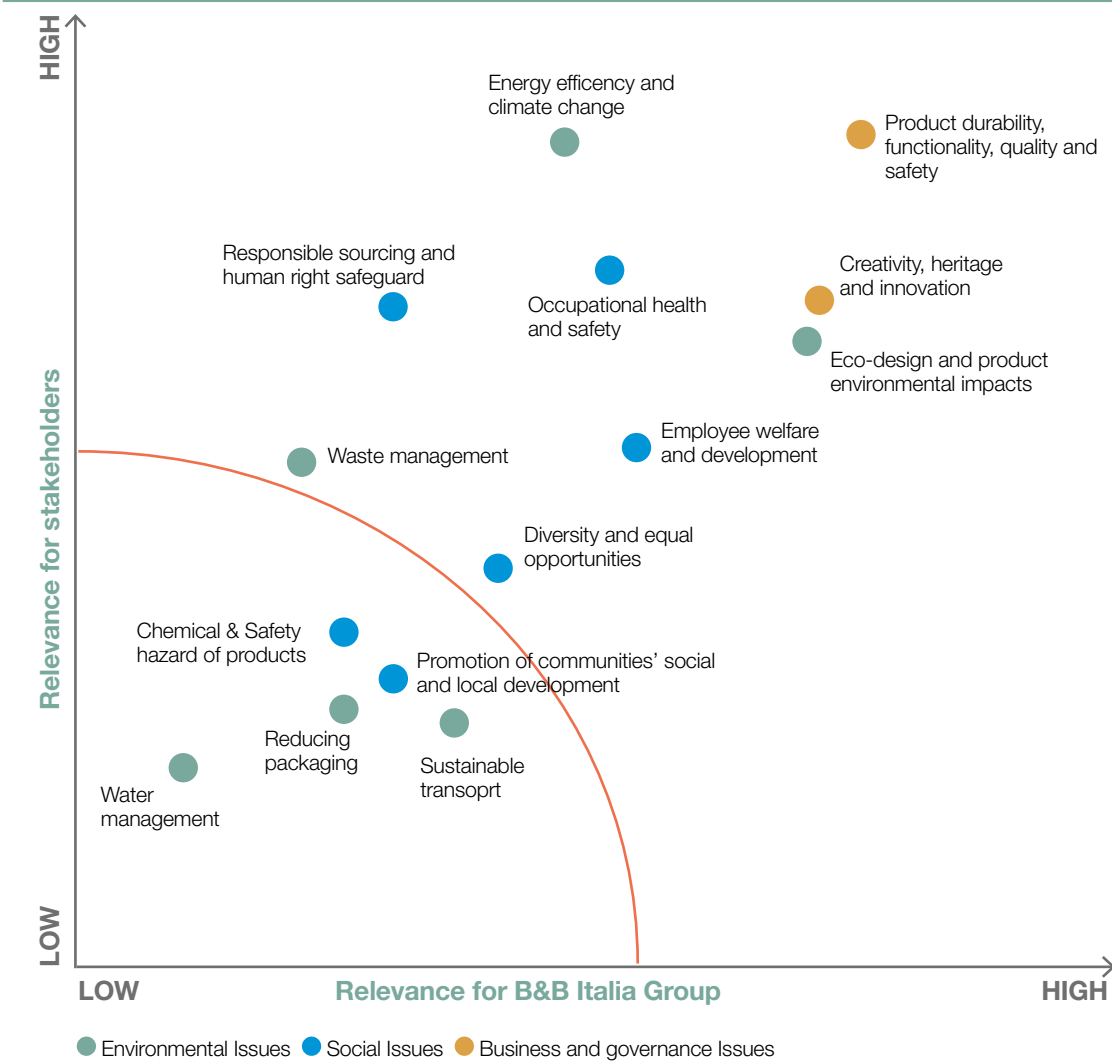 HIGH
Energy efficency and
climate change
Product durability,
functionality, quality and
safety
Responsible sourcing and
human right safeguard
Creativity, heritage
and innovation
Occupational health
and safety
Eco-design and product
environmental impacts
Employee welfare
and development
Waste management
Relevance for stakeholders
Diversity and equal
opportunities
Chemical & Safety
hazard of products
Promotion of communities’ social
and local development
Reducing
packaging
Sustainable
transoprt
Water
management
LOW
LOW
Relevance for B&B Italia Group
HIGH
Environmental Issues
Social Issues
Business and governance Issues